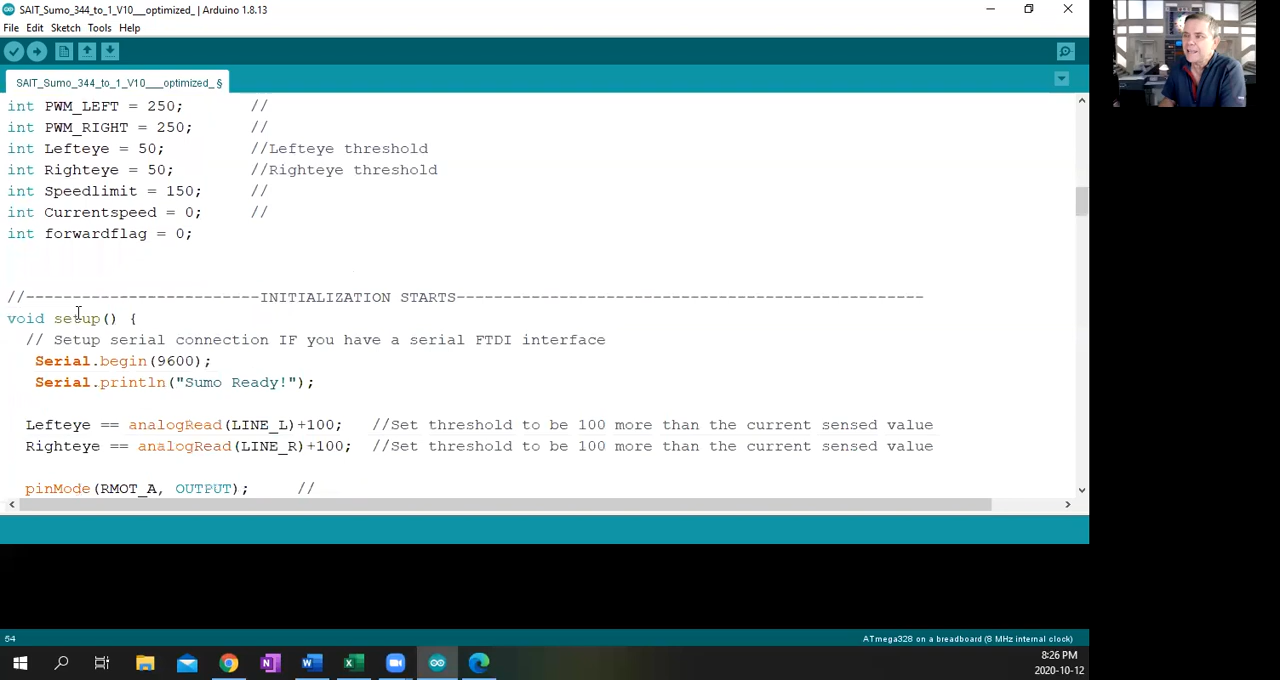 SAIT_Sumo_344_to_1_V10___optimized_ | Arduino 1.8.13
File Edit Sketch Tools Help
SAIT_Sumo_344_to_1_V10___optimized_ §
int PWM_LEFT = 250; //
int PWM_RIGHT = 250; //
int Lefteye = 50; //Lefteye threshold
int Righteye = 50; //Righteye threshold
int Speedlimit = 150; //
int Currentspeed = 0; //
int forwardflag = 0;
//-------------------------INITIALIZATION STARTS--------------------------------------------------
void setup() {
// Setup serial connection IF you have a serial FTDI interface
Serial.begin(9600);
Serial.println("Sumo Ready!");
Lefteye == analogRead(LINE_L)+100; //Set threshold to be 100 more than the current sensed value
Righteye == analogRead(LINE_R)+100; //Set threshold to be 100 more than the current sensed value
pinMode(RMOT_A, OUTPUT); //
54
ATmega328 on a breadboard (8 MHz internal clock)
8:26 PM
2020-10-12